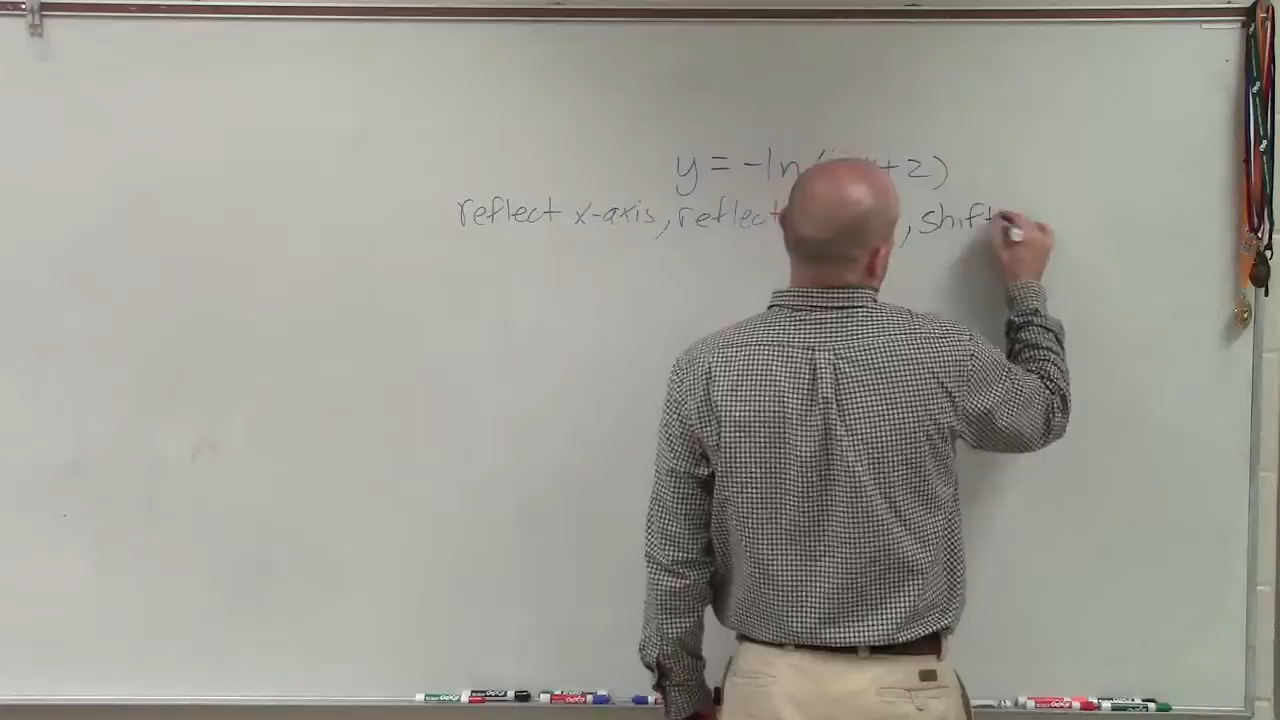 y = -ln( +2)
reflect x-axis, reflect , shift